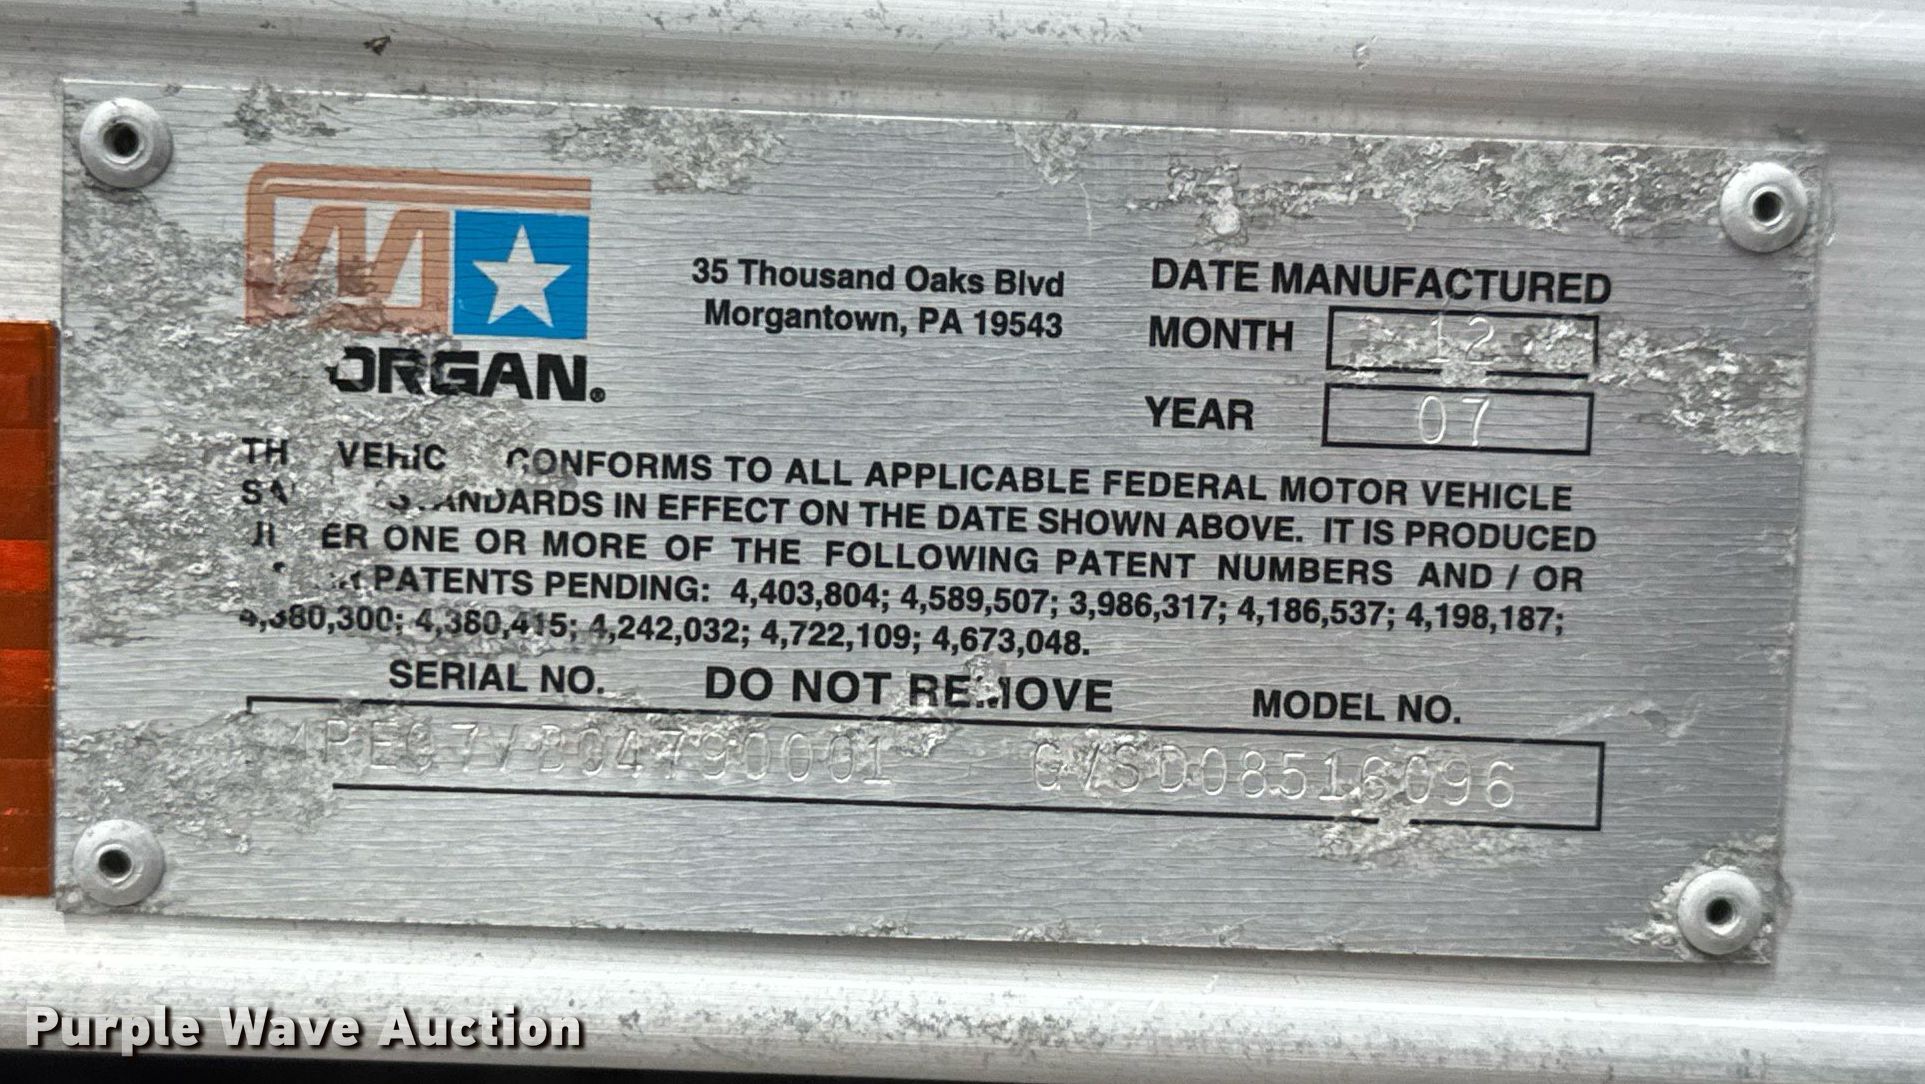 ORGAN®
35 Thousand Oaks Blvd
Morgantown, PA 19543
DATE MANUFACTURED
MONTH 12
YEAR 07
TH VEHIC CONFORMS TO ALL APPLICABLE FEDERAL MOTOR VEHICLE
STANDARDS IN EFFECT ON THE DATE SHOWN ABOVE. IT IS PRODUCED
ER ONE OR MORE OF THE FOLLOWING PATENT NUMBERS AND / OR
PATENTS PENDING: 4,403,804; 4,589,507; 3,986,317; 4,186,537; 4,198,187;
4,380,300; 4,380,415; 4,242,032; 4,722,109; 4,673,048.
SERIAL NO. DO NOT REMOVE MODEL NO.
GVSD08516096
Purple Wave Auction